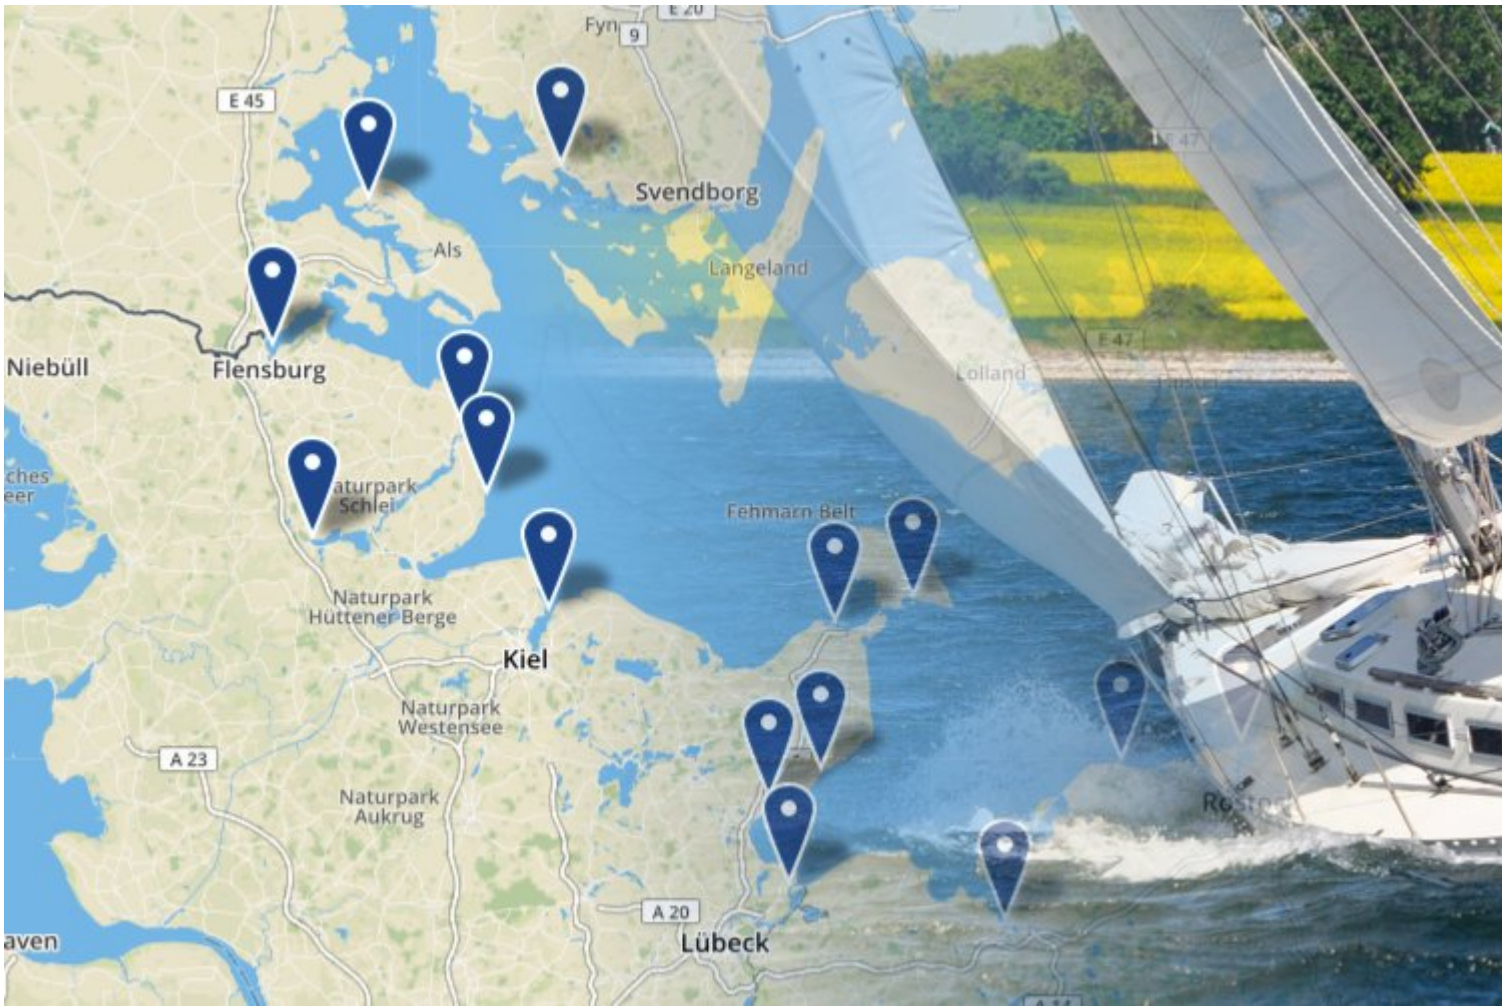 E 20
Fyn
9
E 45
E 47
Svendborg
Als
Langeland
E 47
Niebüll
Flensburg
Lolland
ches
eer
aturpark
Schlei
Fehmarn Belt
Naturpark
Hüttener Berge
Kiel
Naturpark
Westensee
A 23
Naturpark
Aukrug
A 20
aven
Lübeck
A 14